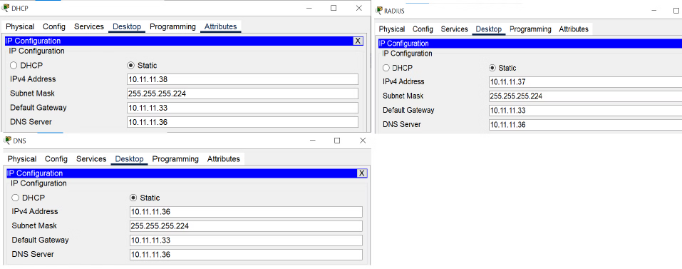 DHCP
Physical Config Services Desktop Programming Attributes
IP Configuration X
IP Configuration
DHCP Static
IPv4 Address 10.11.11.38
Subnet Mask 255.255.255.224
Default Gateway 10.11.11.33
DNS Server 10.11.11.36
RADIUS
Physical Config Services Desktop Programming Attributes
IP Configuration
IP Configuration
DHCP Static
IPv4 Address 10.11.11.37
Subnet Mask 255.255.255.224
Default Gateway 10.11.11.33
DNS Server 10.11.11.36
DNS
Physical Config Services Desktop Programming Attributes
IP Configuration X
IP Configuration
DHCP Static
IPv4 Address 10.11.11.36
Subnet Mask 255.255.255.224
Default Gateway 10.11.11.33
DNS Server 10.11.11.36